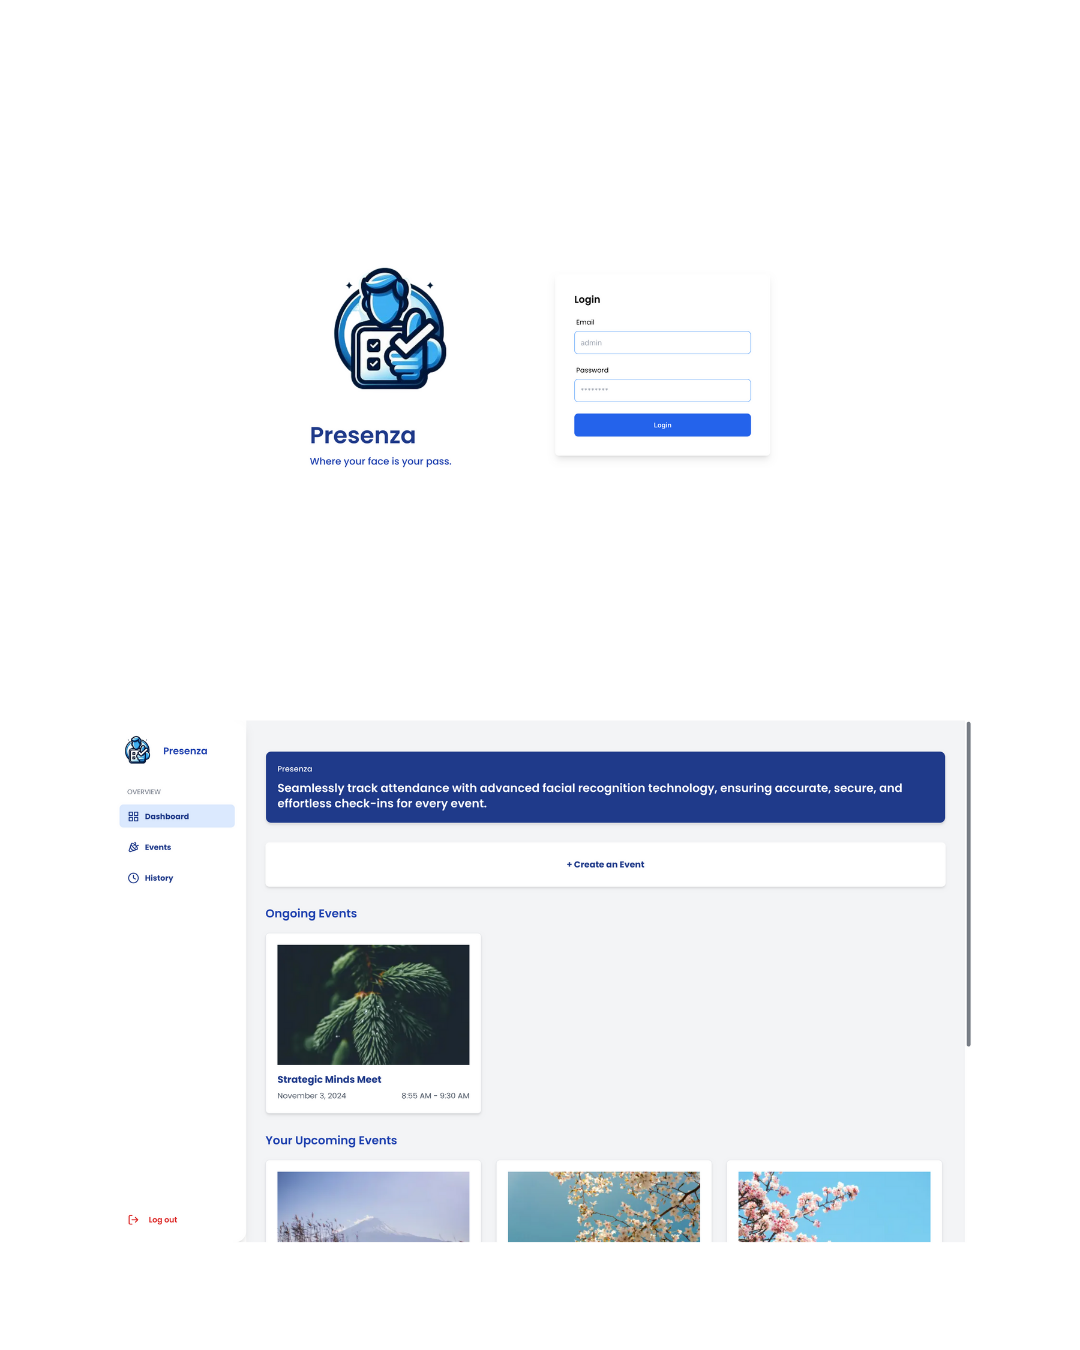 Presenza
Where your face is your pass.
Login
Email
admin
Password
********
Login
Presenza
OVERVIEW
Dashboard
Events
History
Log out
Presenza
Seamlessly track attendance with advanced facial recognition technology, ensuring accurate, secure, and
effortless check-ins for every event.
+ Create an Event
Ongoing Events
Strategic Minds Meet
November 3, 2024 8:55 AM - 9:30 AM
Your Upcoming Events